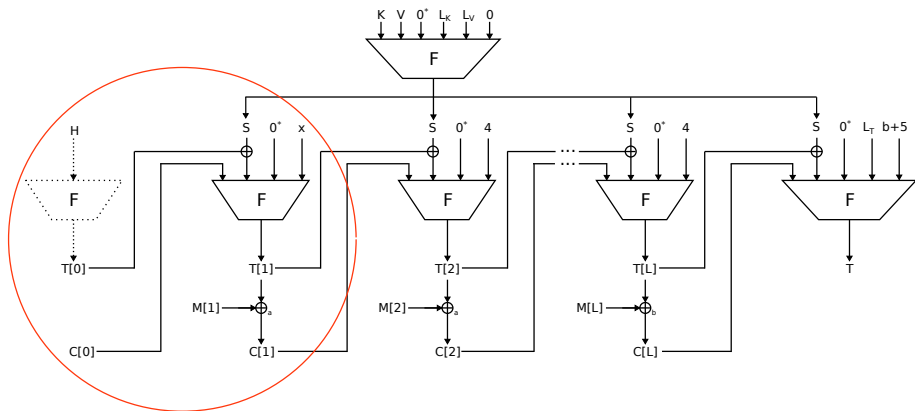 K V 0* L_K L_V 0
F
H S 0* x S 0* 4 S 0* 4 S 0* L_T b+5
... 
...
F F F F F
T[0] T[1] T[2] T[L] T
M[1] a M[2] a M[L] b
C[0] C[1] C[2] C[L]